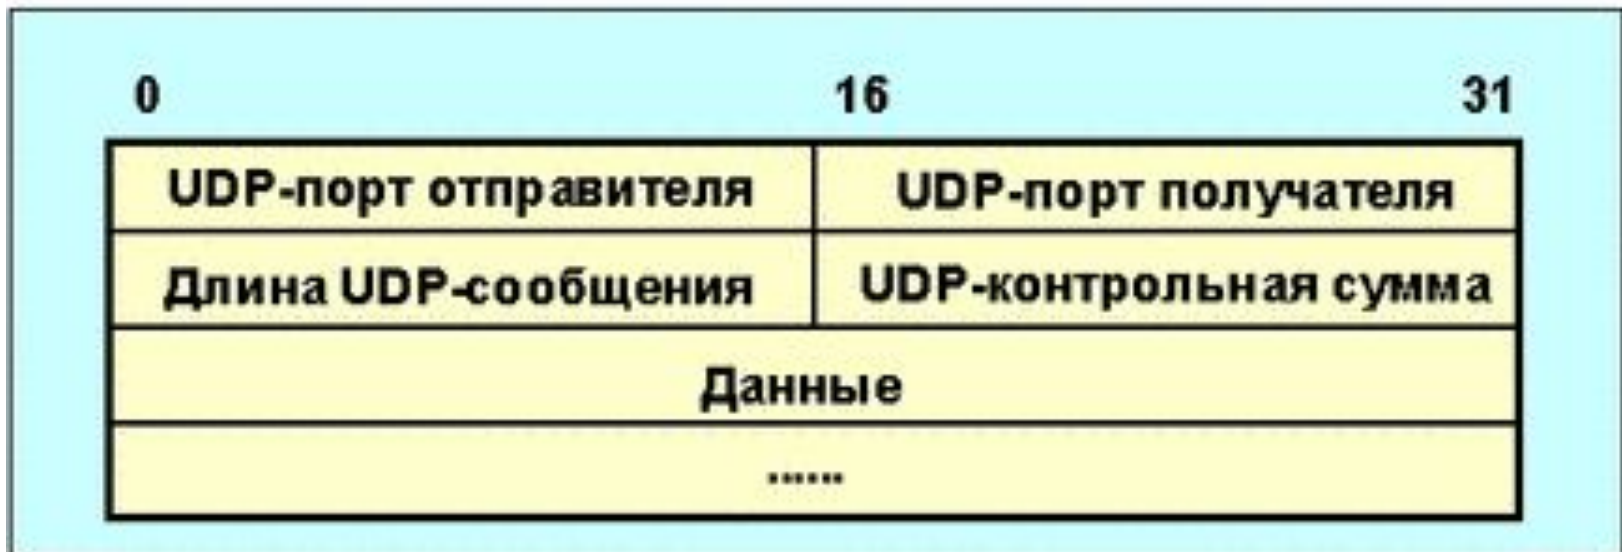 0 16 31
UDP-порт отправителя UDP-порт получателя
Длина UDP-сообщения UDP-контрольная сумма
Данные
......